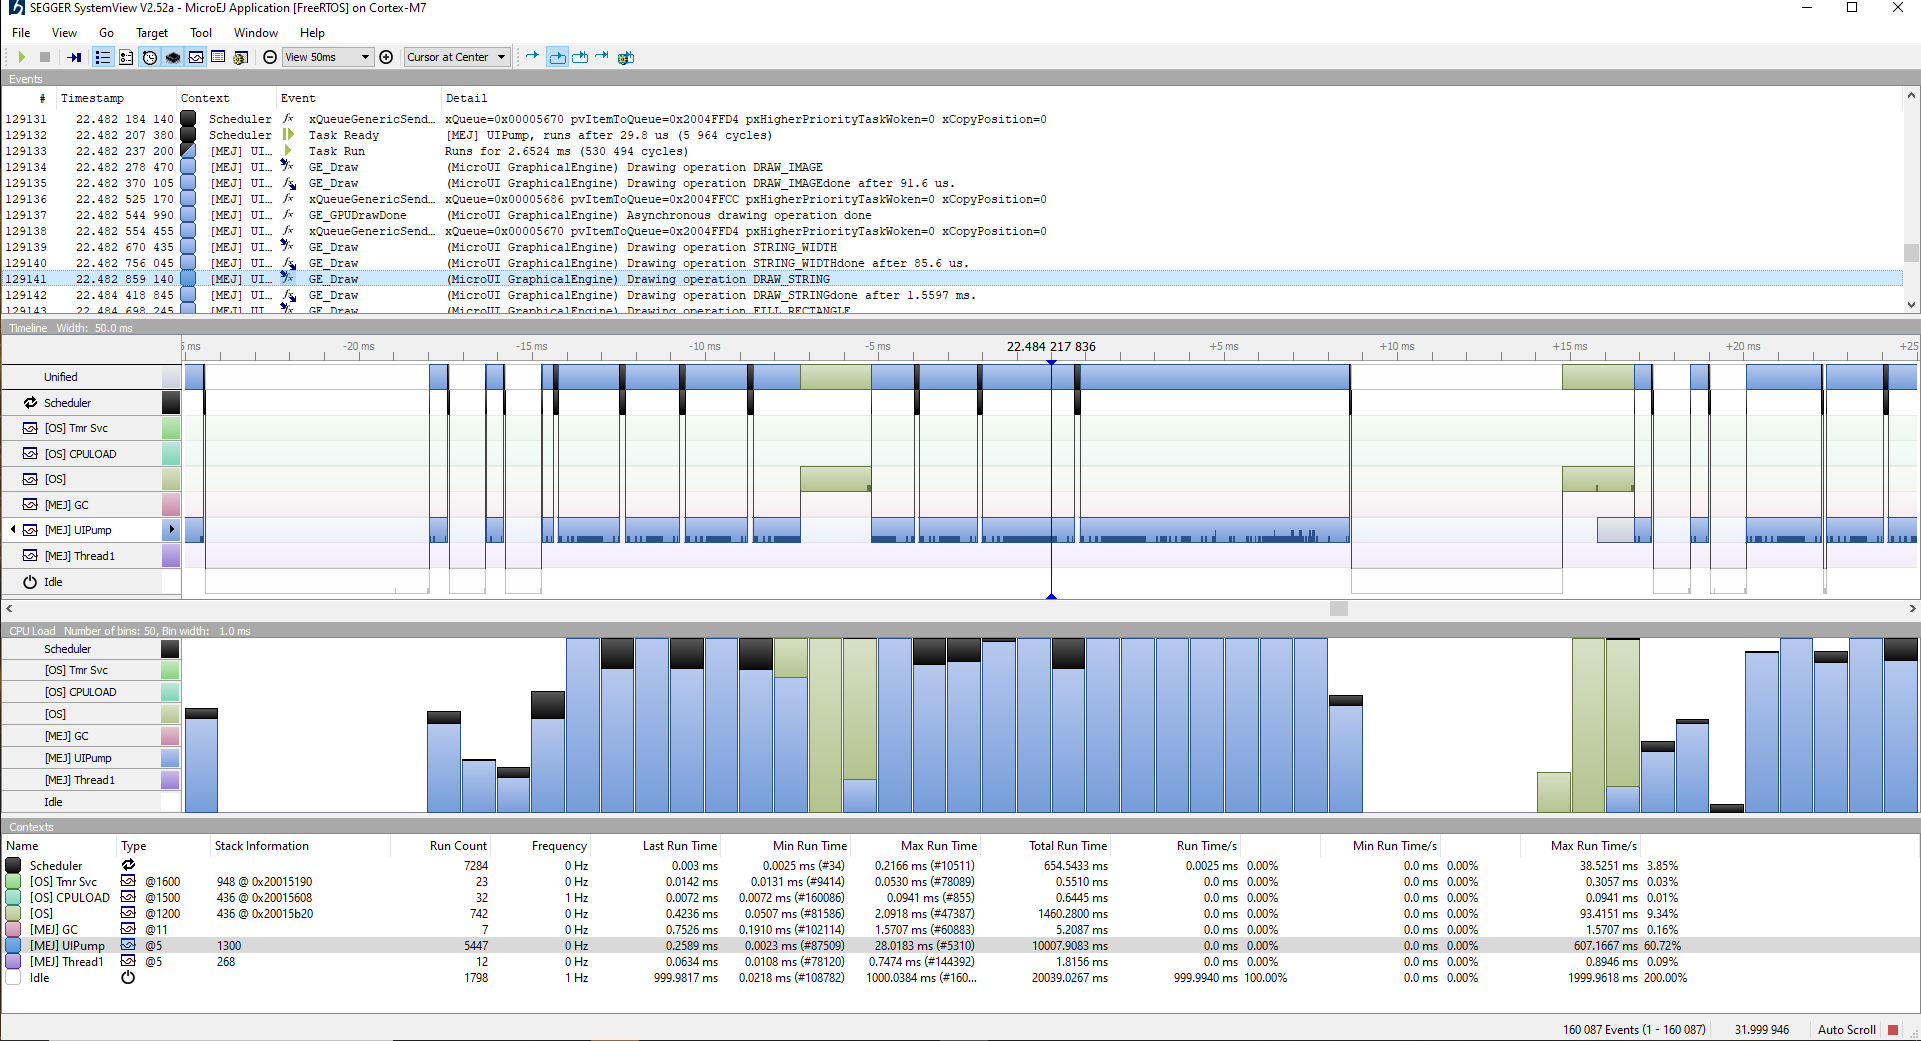 SEGGER SystemView V2.52a - MicroEJ Application [FreeRTOS] on Cortex-M7
File View Go Target Tool Window Help
View 50ms Cursor at Center
Events
# Timestamp Context Event Detail
129131 22.482 184 140 Scheduler xQueueGenericSend... xQueue=0x00005670 pvItemToQueue=0x2004FFD4 pxHigherPriorityTaskWoken=0 xCopyPosition=0
129132 22.482 207 380 Scheduler Task Ready [MEJ] UIPump, runs after 29.8 us (5 964 cycles)
129133 22.482 237 200 [MEJ] UI... Task Run Runs for 2.6524 ms (530 494 cycles)
129134 22.482 278 470 [MEJ] UI... GE_Draw (MicroUI GraphicalEngine) Drawing operation DRAW_IMAGE
129135 22.482 370 105 [MEJ] UI... GE_Draw (MicroUI GraphicalEngine) Drawing operation DRAW_IMAGEdone after 91.6 us.
129136 22.482 525 170 [MEJ] UI... xQueueGenericSend... xQueue=0x00005686 pvItemToQueue=0x2004FFCC pxHigherPriorityTaskWoken=0 xCopyPosition=0
129137 22.482 544 990 [MEJ] UI... GE_GPUDrawDone (MicroUI GraphicalEngine) Asynchronous drawing operation done
129138 22.482 554 455 [MEJ] UI... xQueueGenericSend... xQueue=0x00005670 pvItemToQueue=0x2004FFD4 pxHigherPriorityTaskWoken=0 xCopyPosition=0
129139 22.482 670 435 [MEJ] UI... GE_Draw (MicroUI GraphicalEngine) Drawing operation STRING_WIDTH
129140 22.482 756 045 [MEJ] UI... GE_Draw (MicroUI GraphicalEngine) Drawing operation STRING_WIDTHdone after 85.6 us.
129141 22.482 859 140 [MEJ] UI... GE_Draw (MicroUI GraphicalEngine) Drawing operation DRAW_STRING
129142 22.484 418 845 [MEJ] UI... GE_Draw (MicroUI GraphicalEngine) Drawing operation DRAW_STRINGdone after 1.5597 ms.
129143 22.484 698 245 [MEJ] UI... GE_Draw (MicroUI GraphicalEngine) Drawing operation FILL_RECTANGLE
Timeline Width: 50.0 ms
5 ms -20 ms -15 ms -10 ms -5 ms 22.484 217 836 +5 ms +10 ms +15 ms +20 ms +25
Unified
Scheduler
[OS] Tmr Svc
[OS] CPULOAD
[OS]
[MEJ] GC
[MEJ] UIPump
[MEJ] Thread1
Idle
CPU Load Number of bins: 50, Bin width: 1.0 ms
Scheduler
[OS] Tmr Svc
[OS] CPULOAD
[OS]
[MEJ] GC
[MEJ] UIPump
[MEJ] Thread1
Idle
Contexts
Name Type Stack Information Run Count Frequency Last Run Time Min Run Time Max Run Time Total Run Time Run Time/s Min Run Time/s Max Run Time/s
Scheduler 7284 0 Hz 0.003 ms 0.0025 ms (#34) 0.2166 ms (#10511) 654.5433 ms 0.0025 ms 0.00% 0.0 ms 0.00% 38.5251 ms 3.85%
[OS] Tmr Svc @1600 948 @ 0x20015190 23 0 Hz 0.0142 ms 0.0131 ms (#9414) 0.0530 ms (#78089) 0.5510 ms 0.0 ms 0.00% 0.0 ms 0.00% 0.3057 ms 0.03%
[OS] CPULOAD @1500 436 @ 0x20015608 32 1 Hz 0.0072 ms 0.0072 ms (#160086) 0.0941 ms (#855) 0.6445 ms 0.0 ms 0.00% 0.0 ms 0.00% 0.0941 ms 0.01%
[OS] @1200 436 @ 0x20015b20 742 0 Hz 0.4236 ms 0.0507 ms (#81586) 2.0918 ms (#47387) 1460.2800 ms 0.0 ms 0.00% 0.0 ms 0.00% 93.4151 ms 9.34%
[MEJ] GC @11 7 0 Hz 0.7526 ms 0.1910 ms (#102114) 1.5707 ms (#60883) 5.2087 ms 0.0 ms 0.00% 0.0 ms 0.00% 1.5707 ms 0.16%
[MEJ] UIPump @5 1300 5447 0 Hz 0.2589 ms 0.0023 ms (#87509) 28.0183 ms (#5310) 10007.9083 ms 0.0 ms 0.00% 0.0 ms 0.00% 607.1667 ms 60.72%
[MEJ] Thread1 @5 268 12 0 Hz 0.0634 ms 0.0108 ms (#78120) 0.7474 ms (#144392) 1.8156 ms 0.0 ms 0.00% 0.0 ms 0.00% 0.8946 ms 0.09%
Idle 1798 1 Hz 999.9817 ms 0.0218 ms (#108782) 1000.0384 ms (#160... 20039.0267 ms 999.9940 ms 100.00% 0.0 ms 0.00% 1999.9618 ms 200.00%
160 087 Events (1 - 160 087) 31.999 946 Auto Scroll